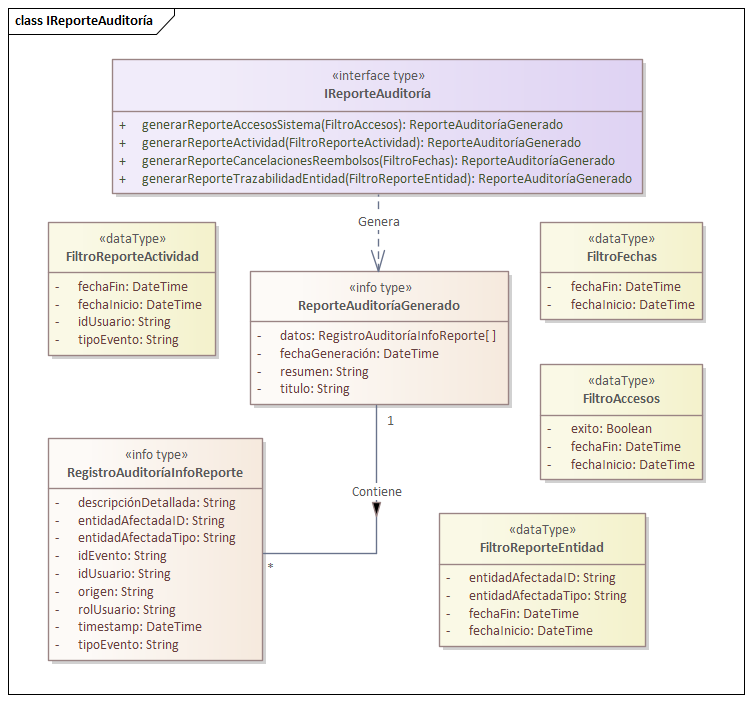 class IReporteAuditoría
«interface type»
IReporteAuditoría
+ generarReporteAccesosSistema(FiltroAccesos): ReporteAuditoríaGenerado
+ generarReporteActividad(FiltroReporteActividad): ReporteAuditoríaGenerado
+ generarReporteCancelacionesReembolsos(FiltroFechas): ReporteAuditoríaGenerado
+ generarReporteTrazabilidadEntidad(FiltroReporteEntidad): ReporteAuditoríaGenerado
Genera
«dataType»
FiltroReporteActividad
- fechaFin: DateTime
- fechaInicio: DateTime
- idUsuario: String
- tipoEvento: String
«dataType»
FiltroFechas
- fechaFin: DateTime
- fechaInicio: DateTime
«info type»
ReporteAuditoríaGenerado
- datos: RegistroAuditoríaInfoReporte[ ]
- fechaGeneración: DateTime
- resumen: String
- titulo: String
«dataType»
FiltroAccesos
- exito: Boolean
- fechaFin: DateTime
- fechaInicio: DateTime
1
Contiene
*
«info type»
RegistroAuditoríaInfoReporte
- descripciónDetallada: String
- entidadAfectadaID: String
- entidadAfectadaTipo: String
- idEvento: String
- idUsuario: String
- origen: String
- rolUsuario: String
- timestamp: DateTime
- tipoEvento: String
«dataType»
FiltroReporteEntidad
- entidadAfectadaID: String
- entidadAfectadaTipo: String
- fechaFin: DateTime
- fechaInicio: DateTime